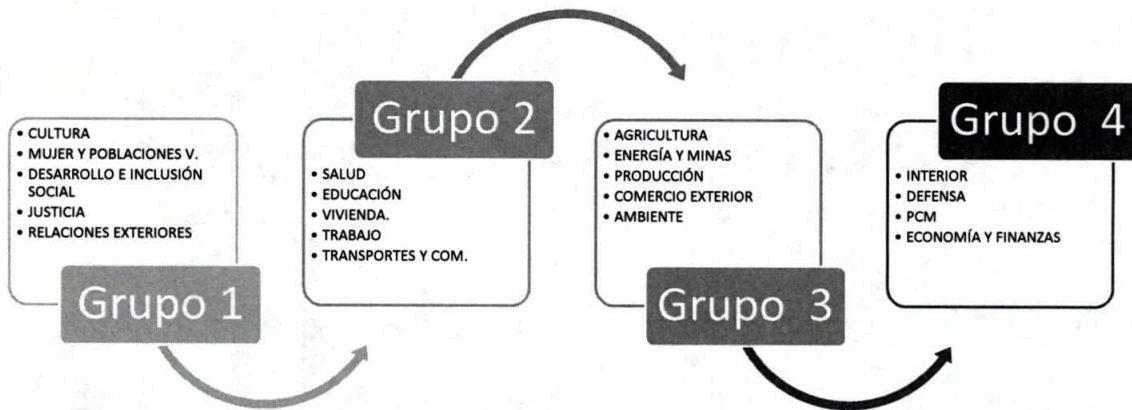 • CULTURA
• MUJER Y POBLACIONES V.
• DESARROLLO E INCLUSIÓN
SOCIAL
• JUSTICIA
• RELACIONES EXTERIORES
Grupo 1
Grupo 2
• SALUD
• EDUCACIÓN
• VIVIENDA.
• TRABAJO
• TRANSPORTES Y COM.
• AGRICULTURA
• ENERGÍA Y MINAS
• PRODUCCIÓN
• COMERCIO EXTERIOR
• AMBIENTE
Grupo 3
Grupo 4
• INTERIOR
• DEFENSA
• PCM
• ECONOMÍA Y FINANZAS